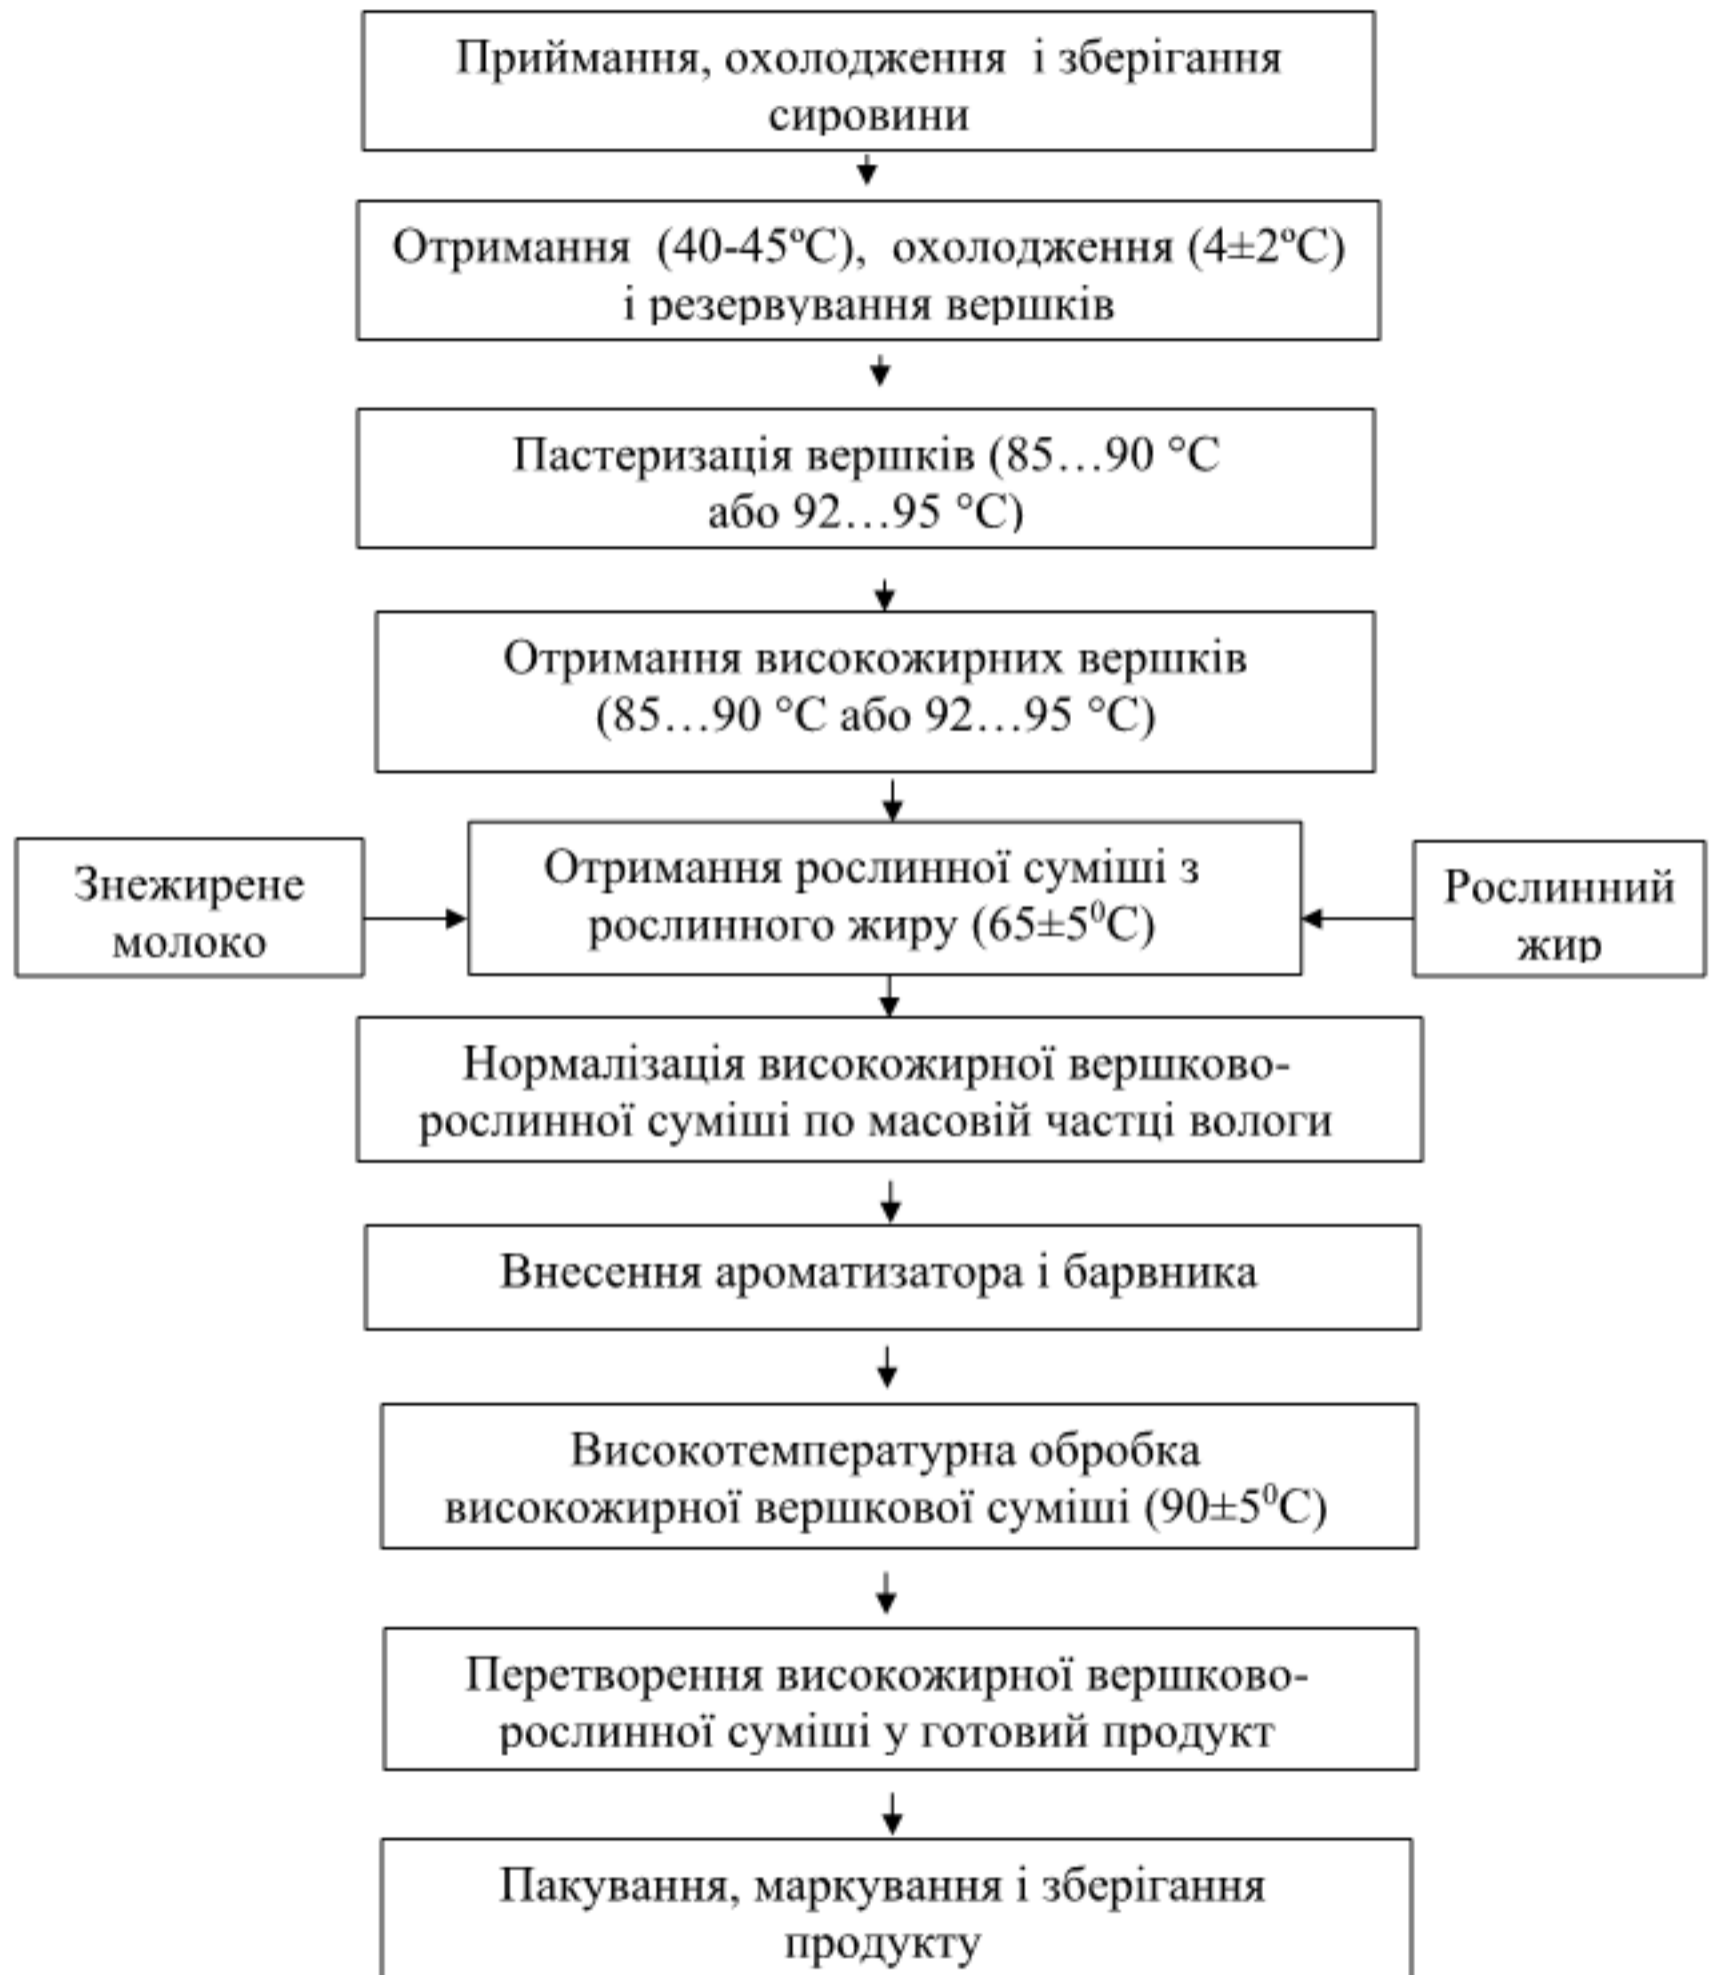 Приймання, охолодження і зберігання
сировини
Отримання (40-45ºС), охолодження (4±2ºС)
і резервування вершків
Пастеризація вершків (85…90 °С
або 92…95 °С)
Отримання високожирних вершків
(85…90 °С або 92…95 °С)
Знежирене
молоко
Отримання рослинної суміші з
рослинного жиру (65±5⁰С)
Рослинний
жир
Нормалізація високожирної вершково-
рослинної суміші по масовій частці вологи
Внесення ароматизатора і барвника
Високотемпературна обробка
високожирної вершкової суміші (90±5⁰С)
Перетворення високожирної вершково-
рослинної суміші у готовий продукт
Пакування, маркування і зберігання
продукту